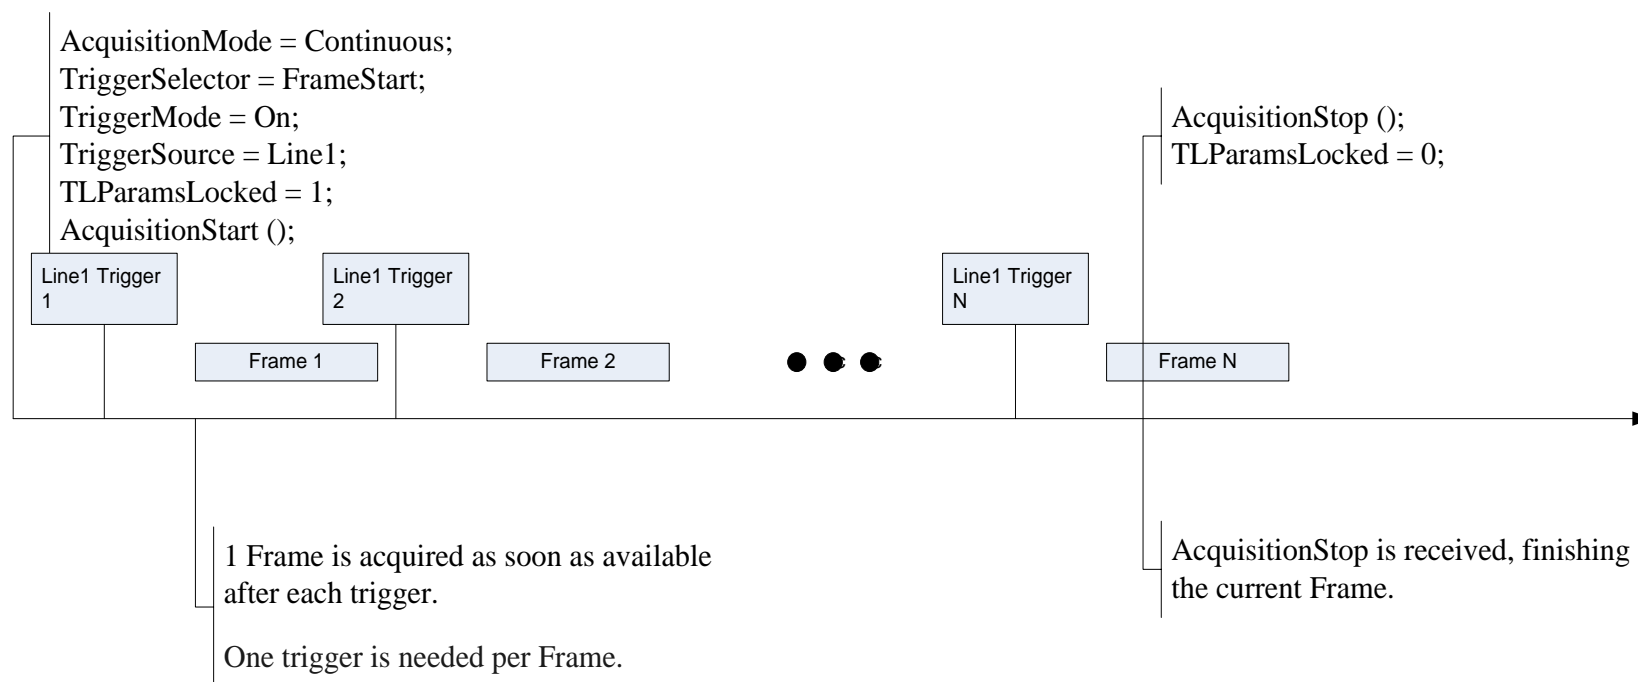 AcquisitionMode = Continuous;
TriggerSelector = FrameStart;
TriggerMode = On;
TriggerSource = Line1;
TLParamsLocked = 1;
AcquisitionStart ();
AcquisitionStop ();
TLParamsLocked = 0;
Line1 Trigger
1
Line1 Trigger
2
Line1 Trigger
N
Frame 1
Frame 2
Frame N
1 Frame is acquired as soon as available
after each trigger.
One trigger is needed per Frame.
AcquisitionStop is received, finishing
the current Frame.